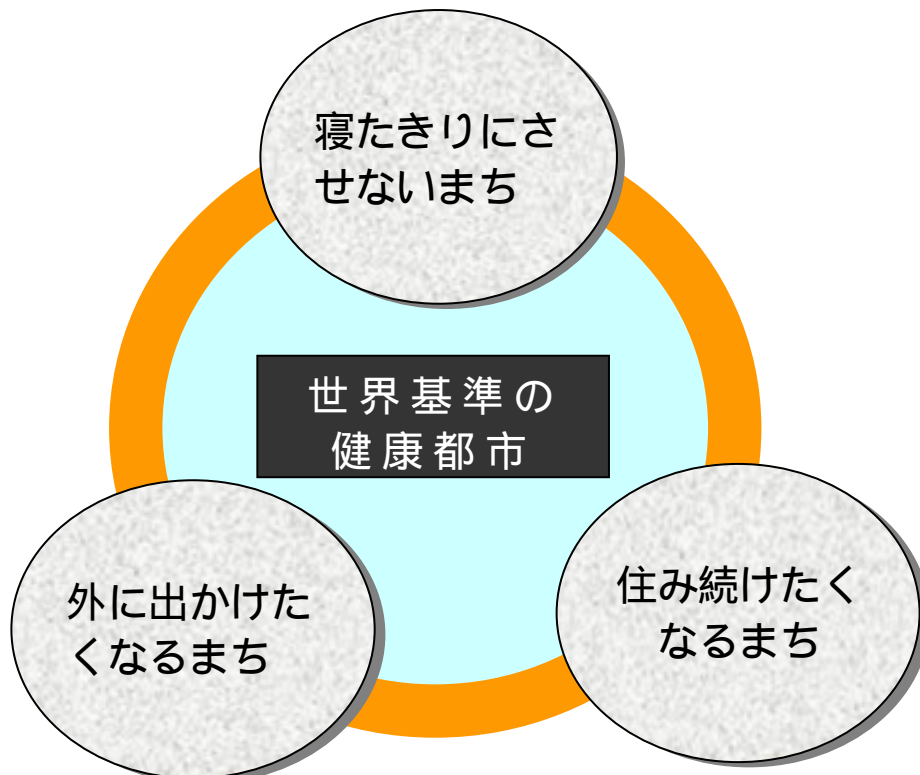 寝たきりにさ
せないまち
世界基準の
健康都市
外に出かけた
くなるまち
住み続けたく
なるまち